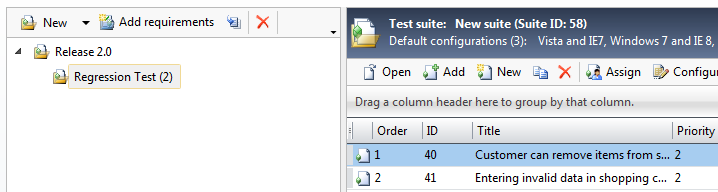 New Add requirements
Release 2.0
Regression Test (2)
Test suite: New suite (Suite ID: 58)
Default configurations (3): Vista and IE7, Windows 7 and IE 8,
Open Add New Assign Configur
Drag a column header here to group by that column.
Order ID Title Priority
1 40 Customer can remove items from s... 2
2 41 Entering invalid data in shopping c... 2